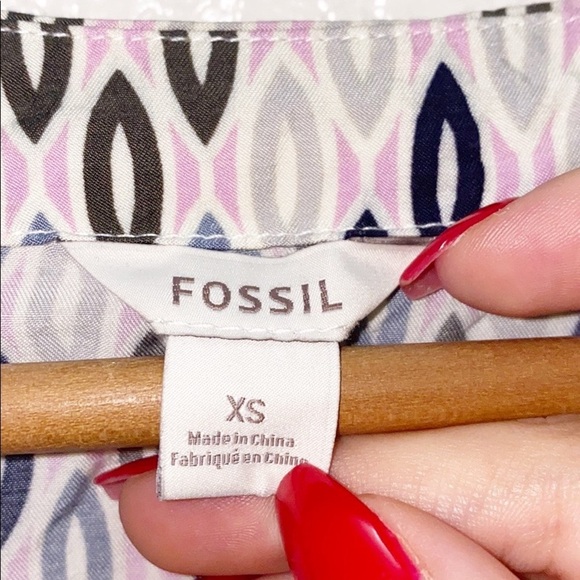 FOSSIL
XS
Made in China
Fabriqué en Chine